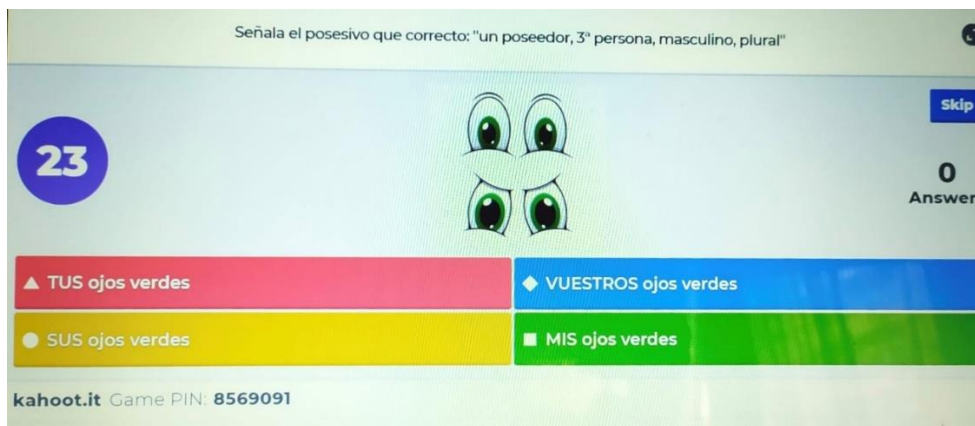 Señala el posesivo que correcto: "un poseedor, 3ª persona, masculino, plural"
Skip
23
0
Answer
TUS ojos verdes
VUESTROS ojos verdes
SUS ojos verdes
MIS ojos verdes
kahoot.it Game PIN: 8569091